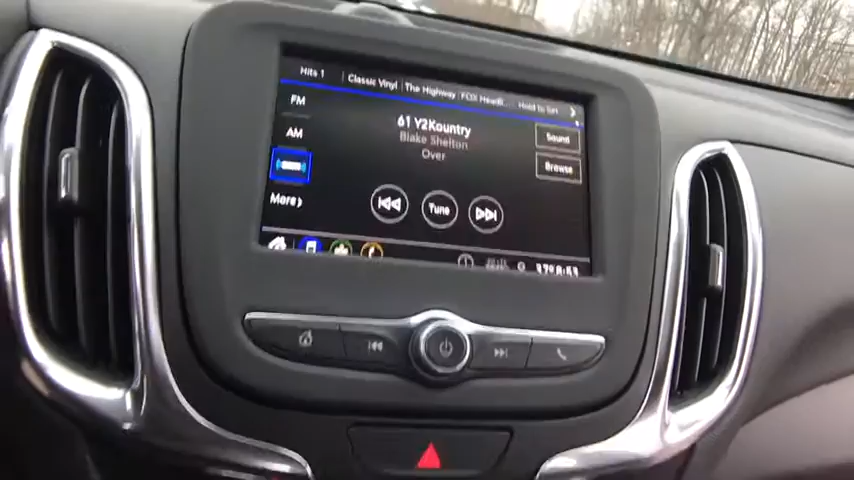 Hits 1 Classic Vinyl The Highway FOX Headl... Hold to Set
FM
61 Y2Kountry
Sound
AM
Blake Shelton
Over
Browse
More
Tune